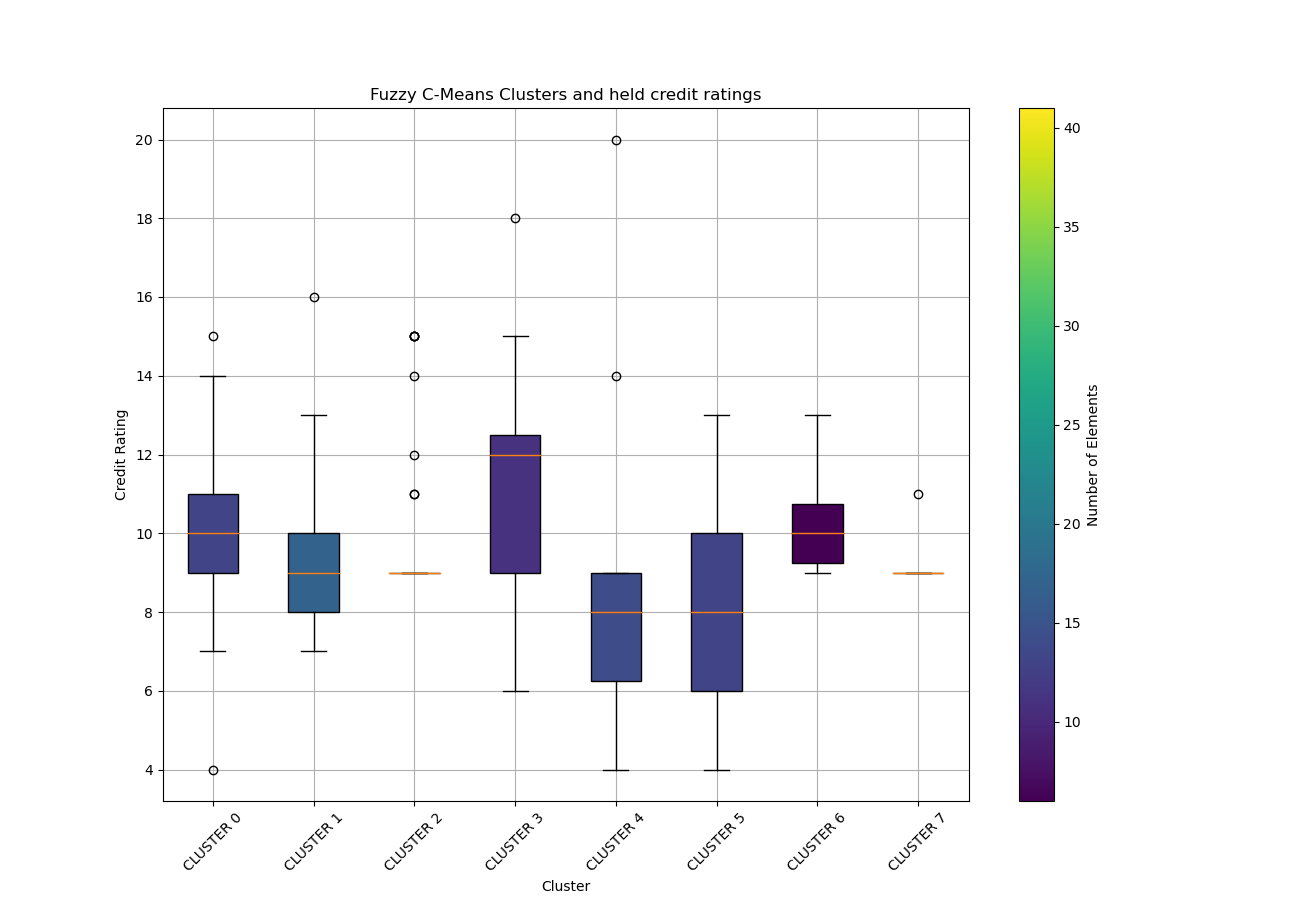 Fuzzy C-Means Clusters and held credit ratings
20
18
16
14
12
10
8
6
4
Credit Rating
CLUSTER 0
CLUSTER 1
CLUSTER 2
CLUSTER 3
CLUSTER 4
CLUSTER 5
CLUSTER 6
CLUSTER 7
Cluster
40
35
30
25
20
15
10
Number of Elements